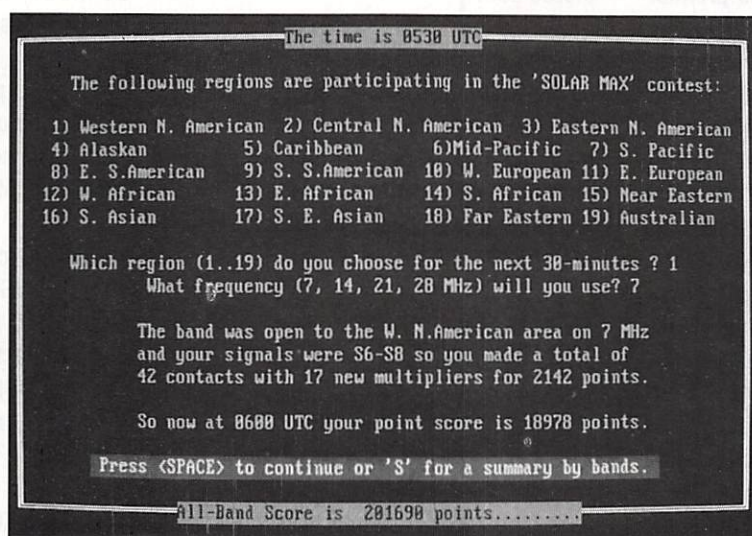 The time is 0530 UTC
The following regions are participating in the 'SOLAR MAX' contest:
1) Western N. American 2) Central N. American 3) Eastern N. American
4) Alaskan 5) Caribbean 6)Mid-Pacific 7) S. Pacific
8) E. S.American 9) S. S.American 10) W. European 11) E. European
12) W. African 13) E. African 14) S. African 15) Near Eastern
16) S. Asian 17) S. E. Asian 18) Far Eastern 19) Australian
Which region (1..19) do you choose for the next 30-minutes ? 1
What frequency (7, 14, 21, 28 MHz) will you use? 7
The band was open to the W. N.American area on 7 MHz
and your signals were S6-S8 so you made a total of
42 contacts with 17 new multipliers for 2142 points.
So now at 0600 UTC your point score is 18978 points.
Press <SPACE> to continue or 'S' for a summary by bands.
All-Band Score is 201690 points.........